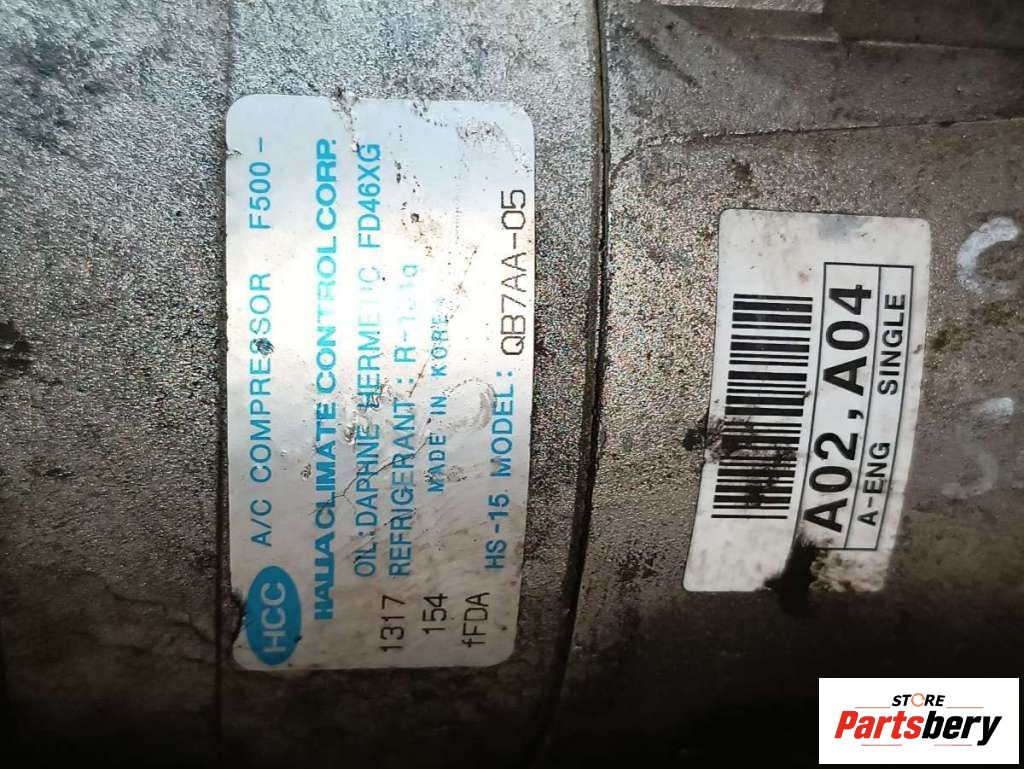 HCC A/C COMPRESSOR F500-
HALLA CLIMATE CONTROL CORP.
OIL:DAPHNE HERMETIC FD46XG
1317 REFRIGERANT : R-134a
154 MADE IN KOREA
fFDA HS-15 MODEL: QB7AA-05
A02,A04
A-ENG SINGLE
C
STORE
Partsbery